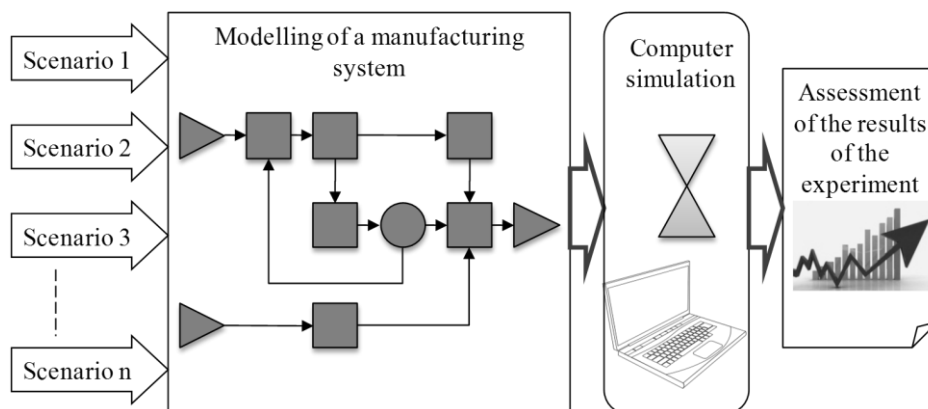 Scenario 1
Scenario 2
Scenario 3
Scenario n
Modelling of a manufacturing
system
Computer
simulation
Assessment
of the results
of the
experiment